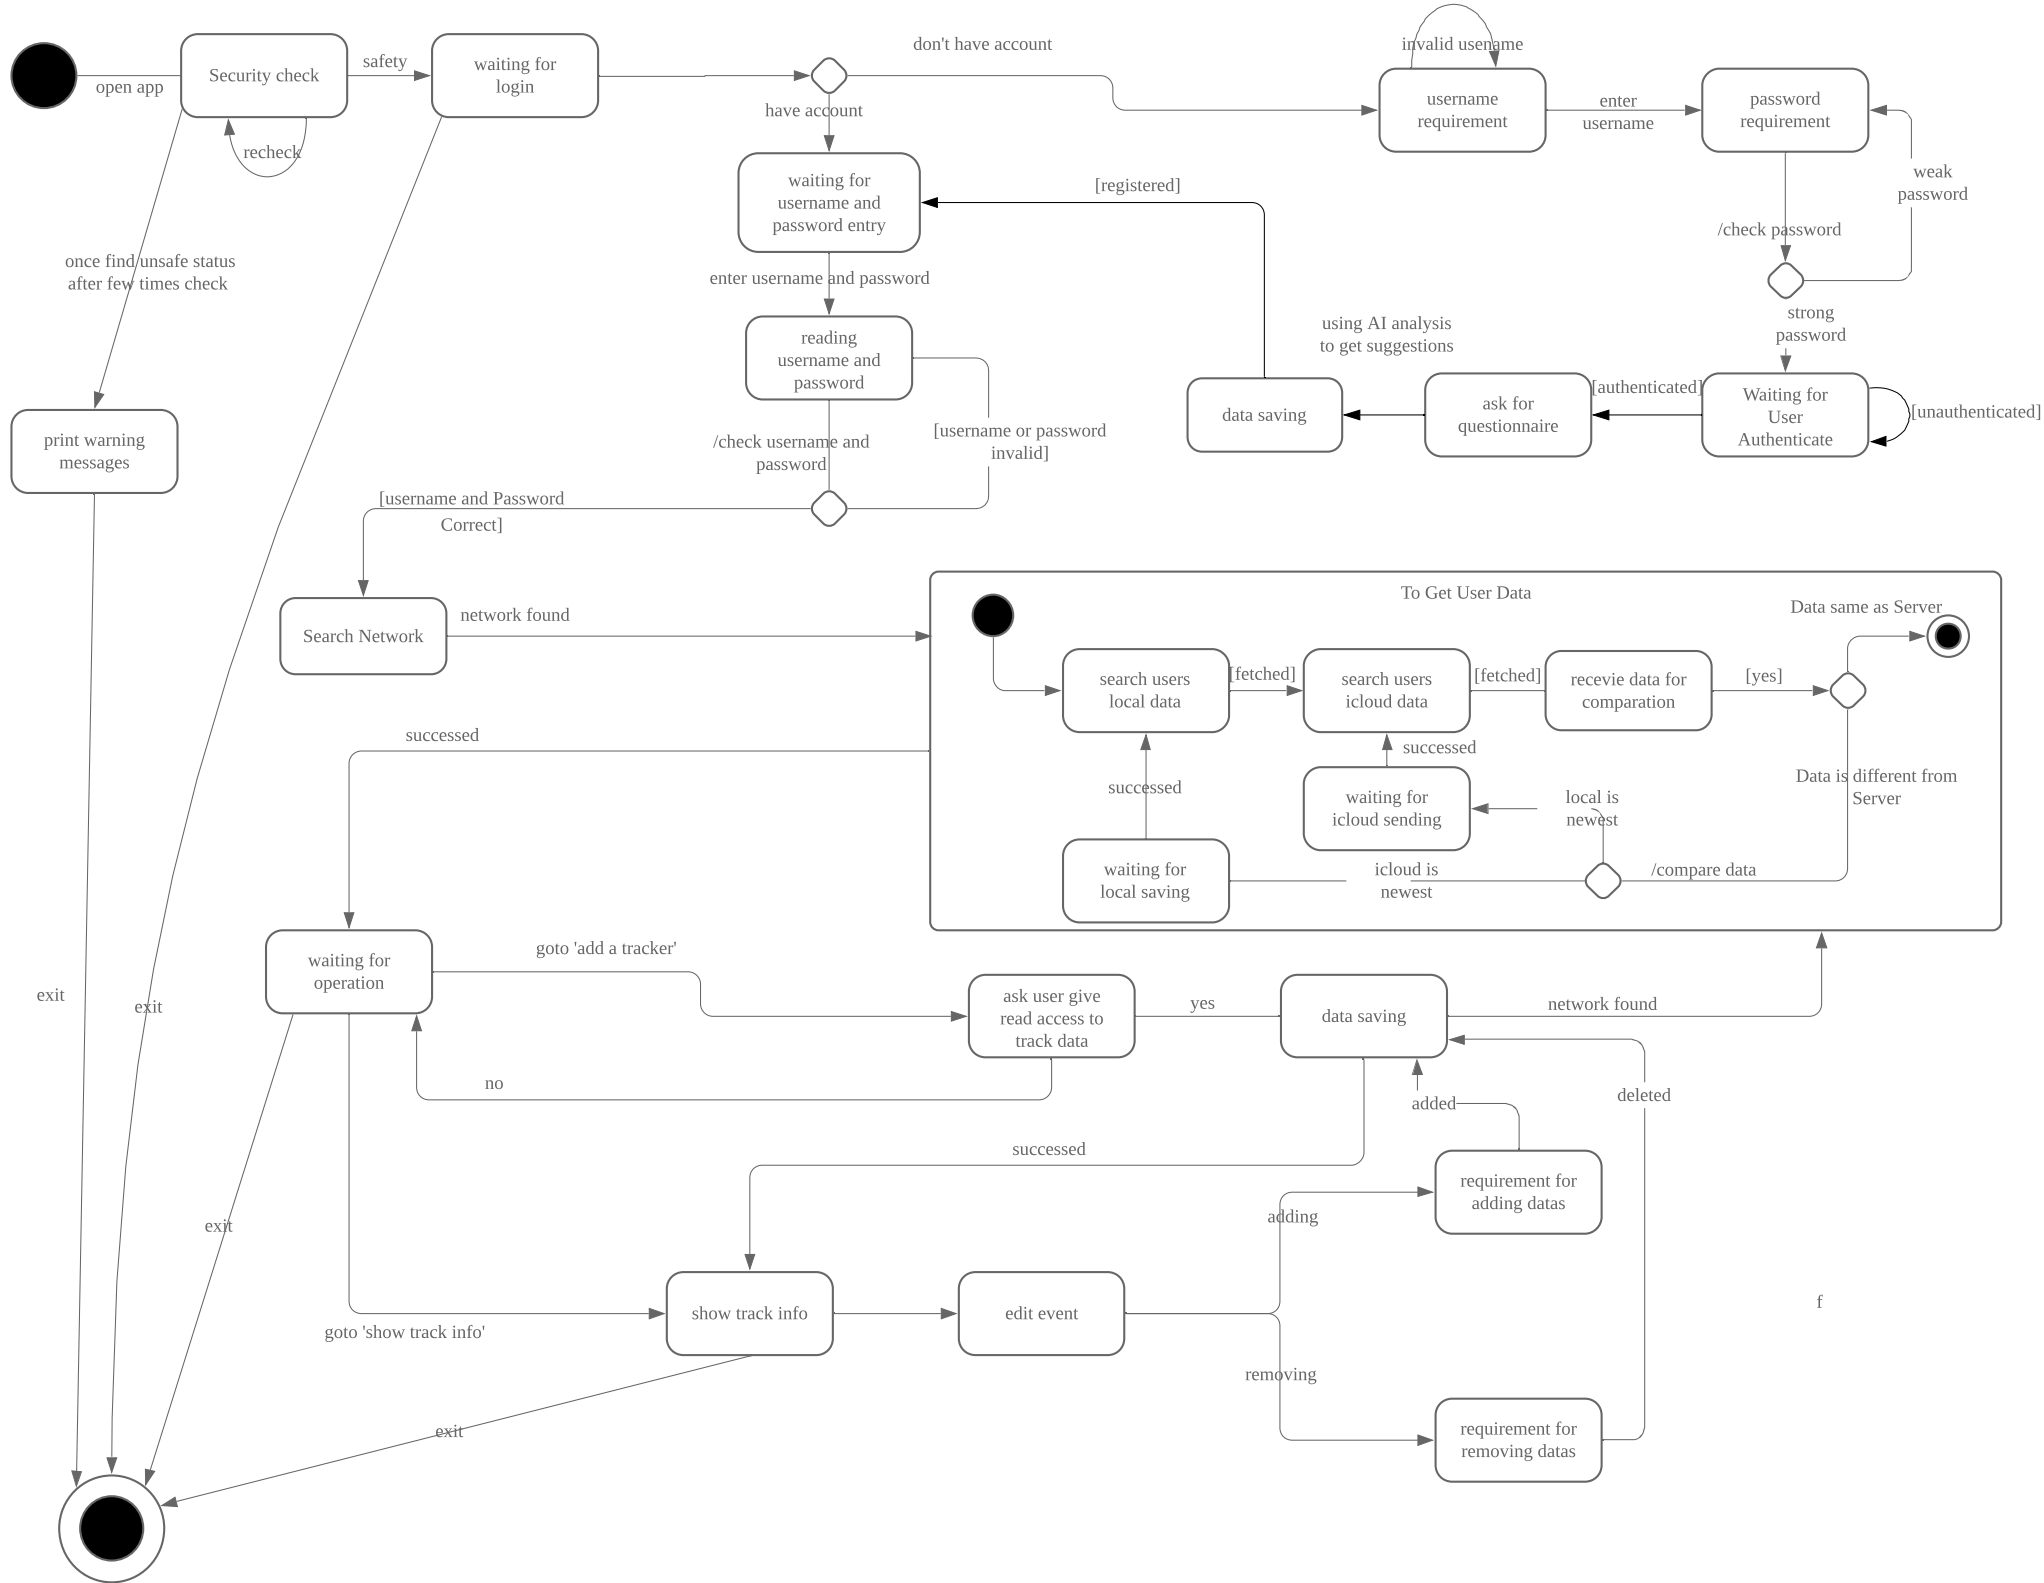 open app
Security check
recheck
safety
waiting for
login
don't have account
have account
invalid usename
username
requirement
enter
username
password
requirement
weak
password
/check password
strong
password
waiting for
username and
password entry
[registered]
enter username and password
reading
username and
password
/check username and
password
[username or password
invalid]
[username and Password
Correct]
using AI analysis
to get suggestions
data saving
ask for
questionnaire
[authenticated]
Waiting for
User
Authenticate
[unauthenticated]
once find unsafe status
after few times check
print warning
messages
exit
exit
Search Network
network found
To Get User Data
Data same as Server
search users
local data
[fetched]
search users
icloud data
[fetched]
recevie data for
comparation
[yes]
successed
successed
waiting for
icloud sending
local is
newest
Data is different from
Server
waiting for
local saving
icloud is
newest
/compare data
successed
waiting for
operation
goto 'add a tracker'
ask user give
read access to
track data
yes
data saving
network found
no
added
deleted
successed
requirement for
adding datas
adding
exit
goto 'show track info'
show track info
edit event
f
removing
requirement for
removing datas
exit